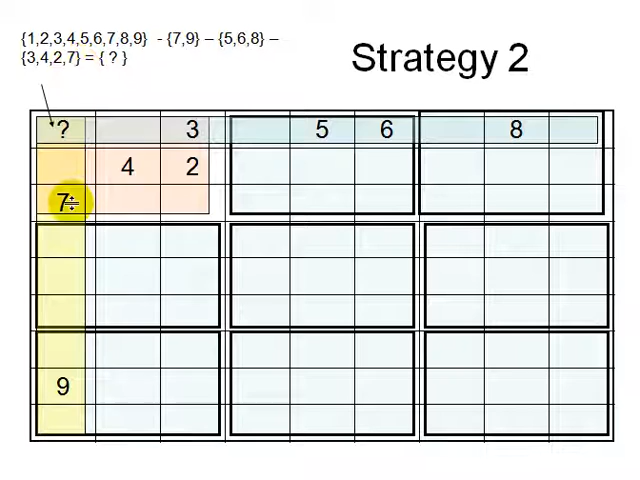 {1,2,3,4,5,6,7,8,9} - {7,9} – {5,6,8} –
{3,4,2,7} = { ? }
Strategy 2
? 3 5 6 8
4 2
7
9